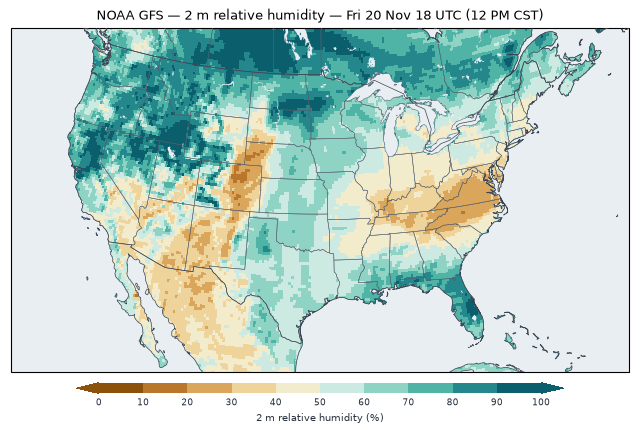 NOAA GFS — 2 m relative humidity — Fri 20 Nov 18 UTC (12 PM CST)
0 10 20 30 40 50 60 70 80 90 100
2 m relative humidity (%)